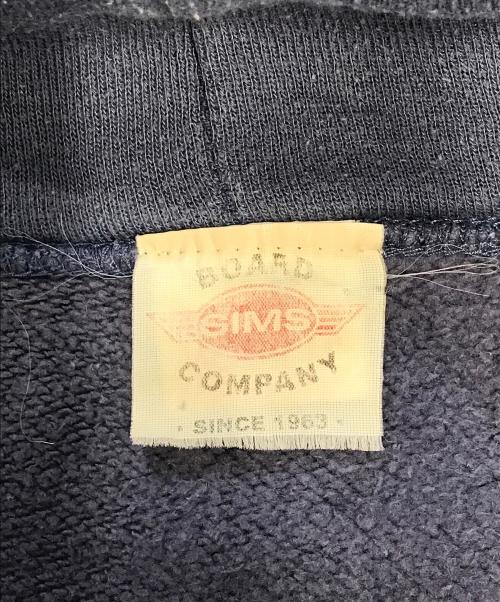 BOARD
SIMS
COMPANY
· SINCE 1963 ·